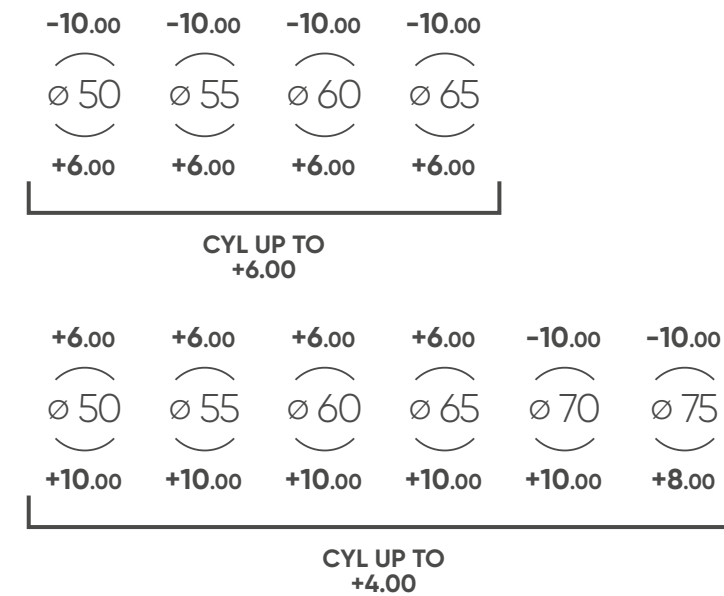 -10.00 -10.00 -10.00 -10.00
⌀ 50 ⌀ 55 ⌀ 60 ⌀ 65
+6.00 +6.00 +6.00 +6.00
CYL UP TO
+6.00
+6.00 +6.00 +6.00 +6.00 -10.00 -10.00
⌀ 50 ⌀ 55 ⌀ 60 ⌀ 65 ⌀ 70 ⌀ 75
+10.00 +10.00 +10.00 +10.00 +10.00 +8.00
CYL UP TO
+4.00